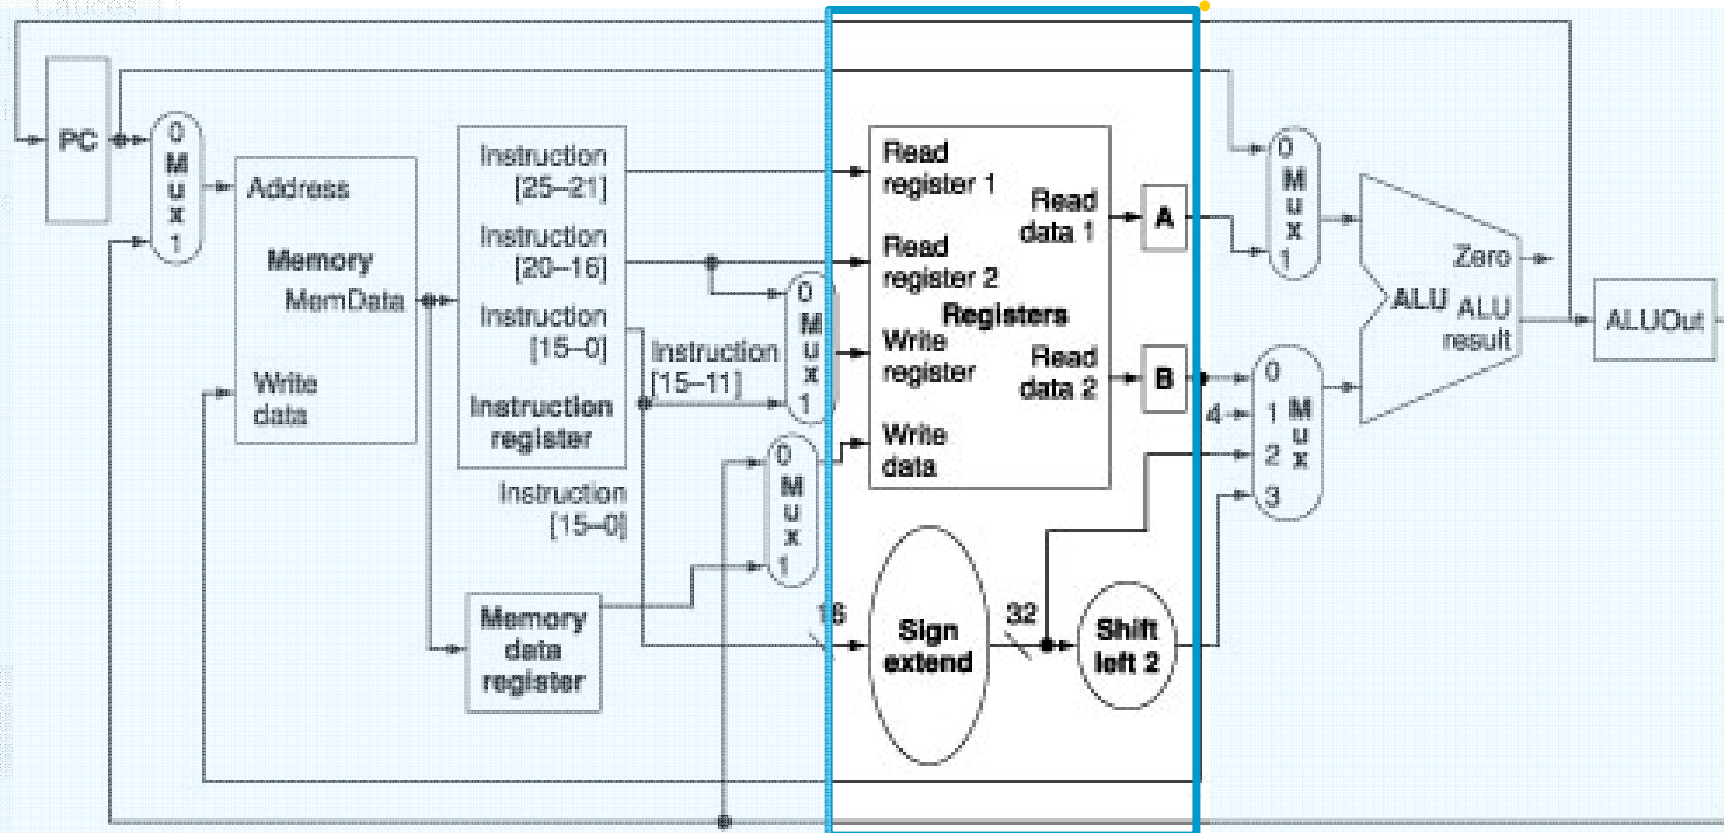 PC
0
M
u
x
1
Address
Memory
MemData
Write
data
Instruction
[25–21]
Instruction
[20–16]
Instruction
[15–0]
Instruction
register
Instruction
[15–0]
Instruction
[15–11]
Memory
data
register
0
M
u
x
1
0
M
u
x
1
16
Read
register 1
Read
register 2
Registers
Write
register
Write
data
Read
data 1
Read
data 2
A
B
Sign
extend
32
Shift
left 2
0
M
u
x
1
4
0
1
2
3
M
u
x
Zero
ALU
ALU
result
ALUOut